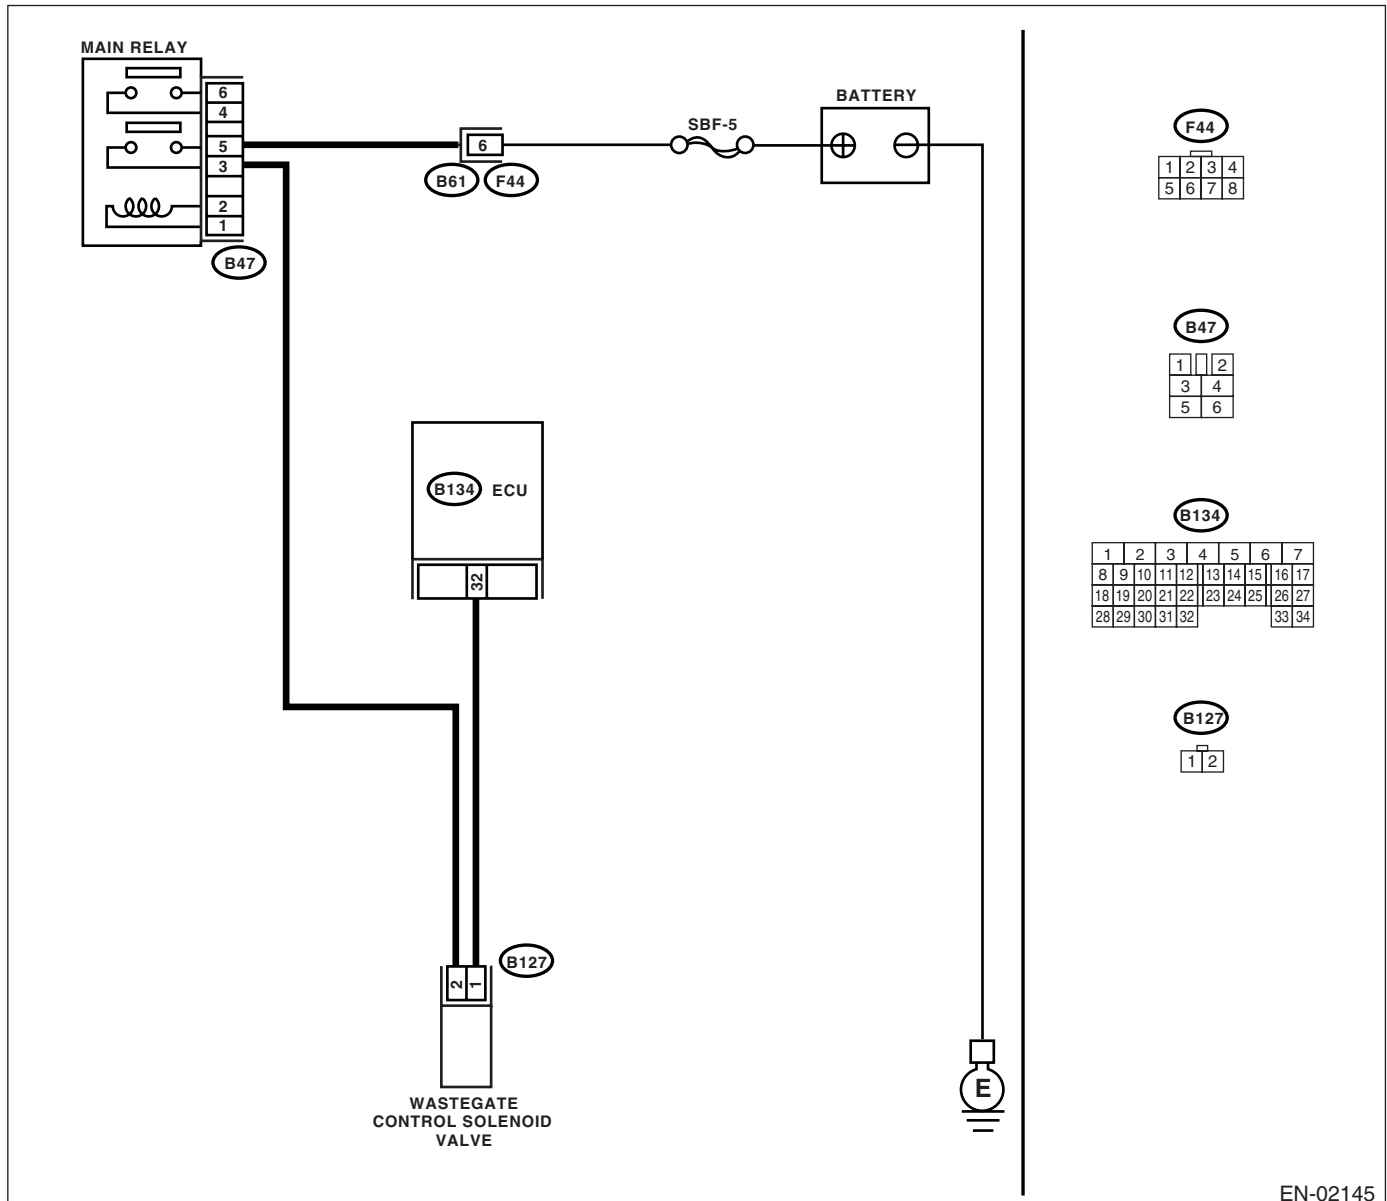 MAIN RELAY
6
4
5
3
2
1
B47
6
B61 F44
SBF-5
BATTERY
B134 ECU
32
B127
2 1
WASTEGATE
CONTROL SOLENOID
VALVE
E
F44
1 2 3 4
5 6 7 8
B47
1 2
3 4
5 6
B134
1 2 3 4 5 6 7
8 9 10 11 12 13 14 15 16 17
18 19 20 21 22 23 24 25 26 27
28 29 30 31 32 33 34
B127
1 2
EN-02145